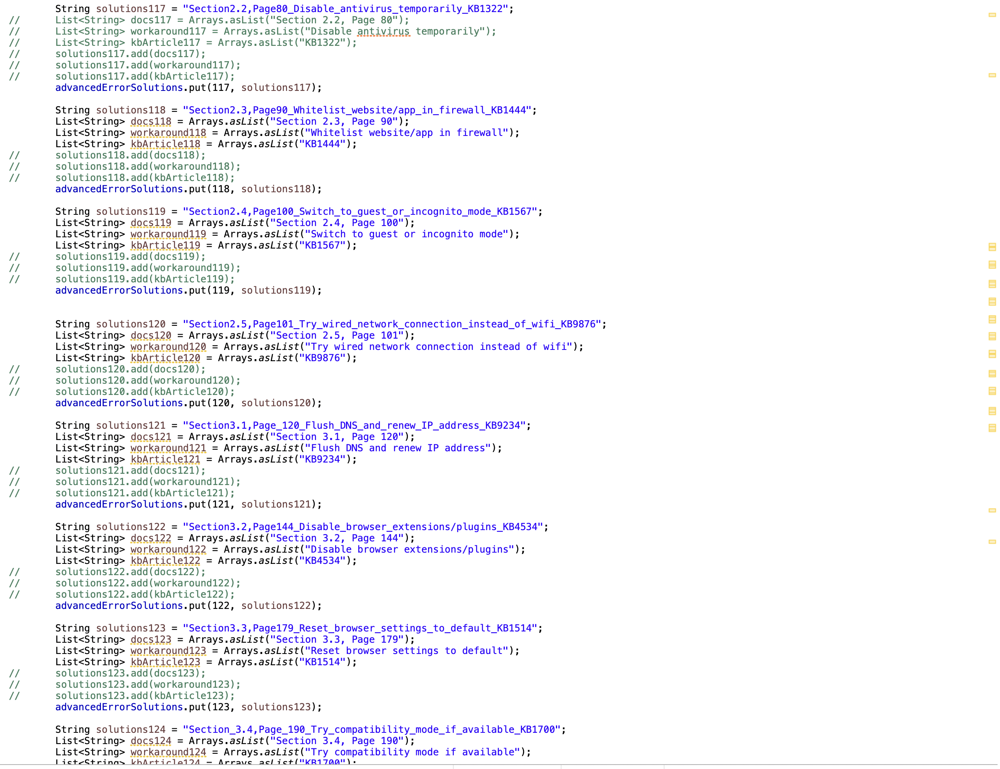 String solutions117 = "Section2.2,Page80_Disable_antivirus_temporarily_KB1322";
//      List<String> docs117 = Arrays.asList("Section 2.2, Page 80");
//      List<String> workaround117 = Arrays.asList("Disable antivirus temporarily");
//      List<String> kbArticle117 = Arrays.asList("KB1322");
//      solutions117.add(docs117);
//      solutions117.add(workaround117);
//      solutions117.add(kbArticle117);
        advancedErrorSolutions.put(117, solutions117);

        String solutions118 = "Section2.3,Page90_Whitelist_website/app_in_firewall_KB1444";
        List<String> docs118 = Arrays.asList("Section 2.3, Page 90");
        List<String> workaround118 = Arrays.asList("Whitelist website/app in firewall");
        List<String> kbArticle118 = Arrays.asList("KB1444");
//      solutions118.add(docs118);
//      solutions118.add(workaround118);
//      solutions118.add(kbArticle118);
        advancedErrorSolutions.put(118, solutions118);

        String solutions119 = "Section2.4,Page100_Switch_to_guest_or_incognito_mode_KB1567";
        List<String> docs119 = Arrays.asList("Section 2.4, Page 100");
        List<String> workaround119 = Arrays.asList("Switch to guest or incognito mode");
        List<String> kbArticle119 = Arrays.asList("KB1567");
//      solutions119.add(docs119);
//      solutions119.add(workaround119);
//      solutions119.add(kbArticle119);
        advancedErrorSolutions.put(119, solutions119);

        String solutions120 = "Section2.5,Page101_Try_wired_network_connection_instead_of_wifi_KB9876";
        List<String> docs120 = Arrays.asList("Section 2.5, Page 101");
        List<String> workaround120 = Arrays.asList("Try wired network connection instead of wifi");
        List<String> kbArticle120 = Arrays.asList("KB9876");
//      solutions120.add(docs120);
//      solutions120.add(workaround120);
//      solutions120.add(kbArticle120);
        advancedErrorSolutions.put(120, solutions120);

        String solutions121 = "Section3.1,Page_120_Flush_DNS_and_renew_IP_address_KB9234";
        List<String> docs121 = Arrays.asList("Section 3.1, Page 120");
        List<String> workaround121 = Arrays.asList("Flush DNS and renew IP address");
        List<String> kbArticle121 = Arrays.asList("KB9234");
//      solutions121.add(docs121);
//      solutions121.add(workaround121);
//      solutions121.add(kbArticle121);
        advancedErrorSolutions.put(121, solutions121);

        String solutions122 = "Section3.2,Page144_Disable_browser_extensions/plugins_KB4534";
        List<String> docs122 = Arrays.asList("Section 3.2, Page 144");
        List<String> workaround122 = Arrays.asList("Disable browser extensions/plugins");
        List<String> kbArticle122 = Arrays.asList("KB4534");
//      solutions122.add(docs122);
//      solutions122.add(workaround122);
//      solutions122.add(kbArticle122);
        advancedErrorSolutions.put(122, solutions122);

        String solutions123 = "Section3.3,Page179_Reset_browser_settings_to_default_KB1514";
        List<String> docs123 = Arrays.asList("Section 3.3, Page 179");
        List<String> workaround123 = Arrays.asList("Reset browser settings to default");
        List<String> kbArticle123 = Arrays.asList("KB1514");
//      solutions123.add(docs123);
//      solutions123.add(workaround123);
//      solutions123.add(kbArticle123);
        advancedErrorSolutions.put(123, solutions123);

        String solutions124 = "Section_3.4,Page_190_Try_compatibility_mode_if_available_KB1700";
        List<String> docs124 = Arrays.asList("Section 3.4, Page 190");
        List<String> workaround124 = Arrays.asList("Try compatibility mode if available");
        List<String> kbArticle124 = Arrays.asList("KB1700");